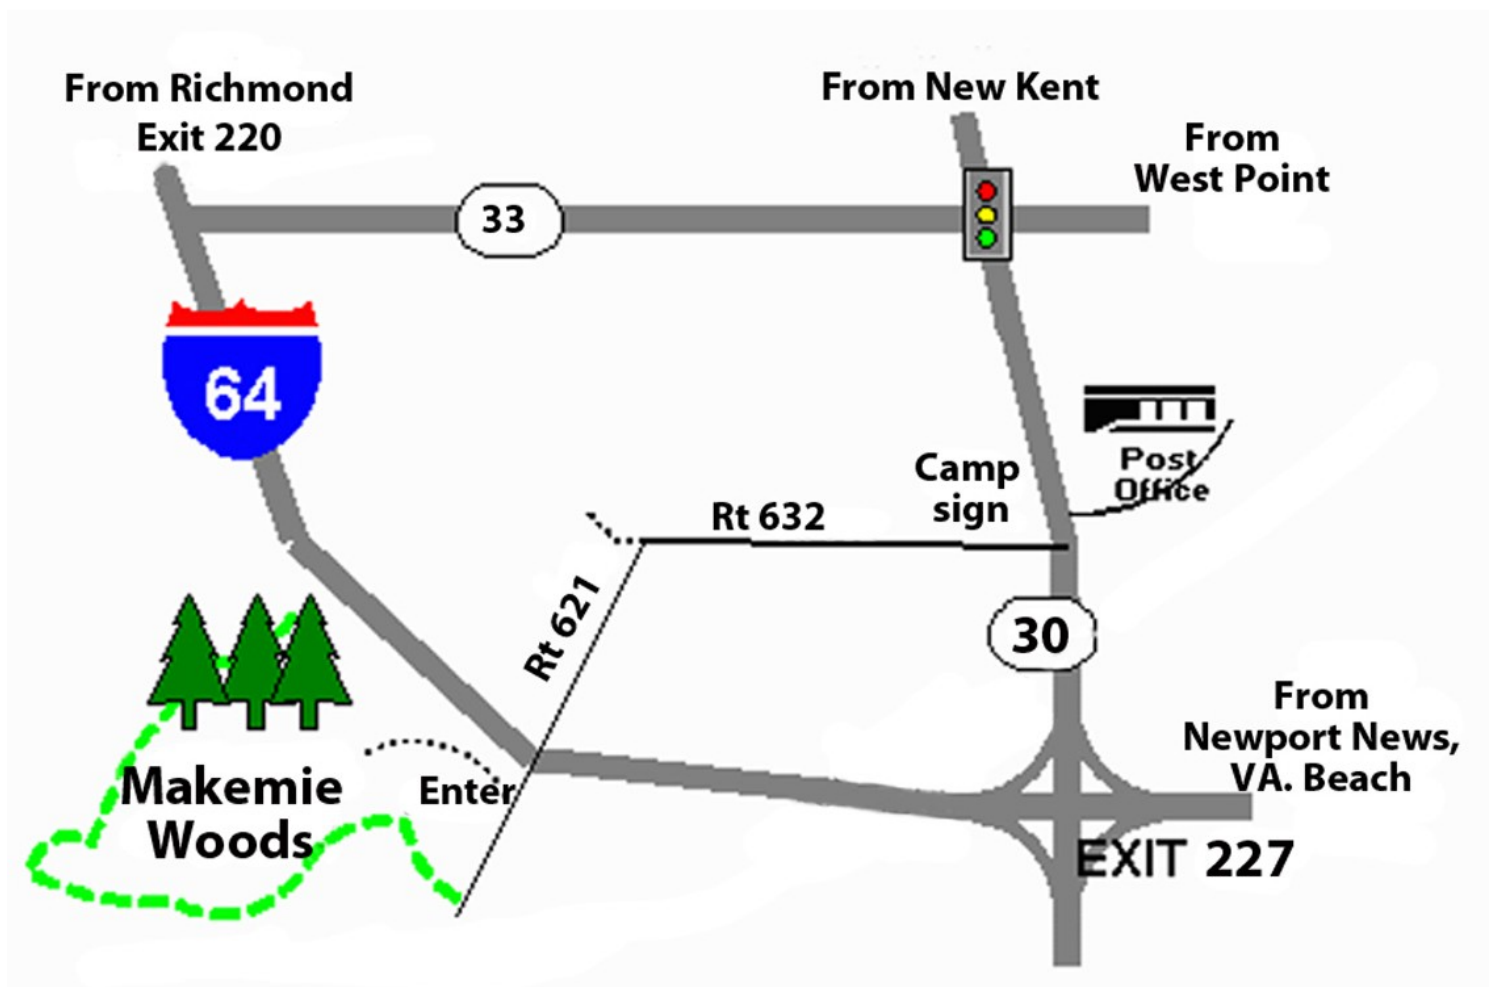 From Richmond
Exit 220
From New Kent
From
West Point
33
64
Post
Office
Camp
sign
Rt 632
Rt 621
30
From
Newport News,
VA. Beach
Enter
Makemie
Woods
EXIT 227